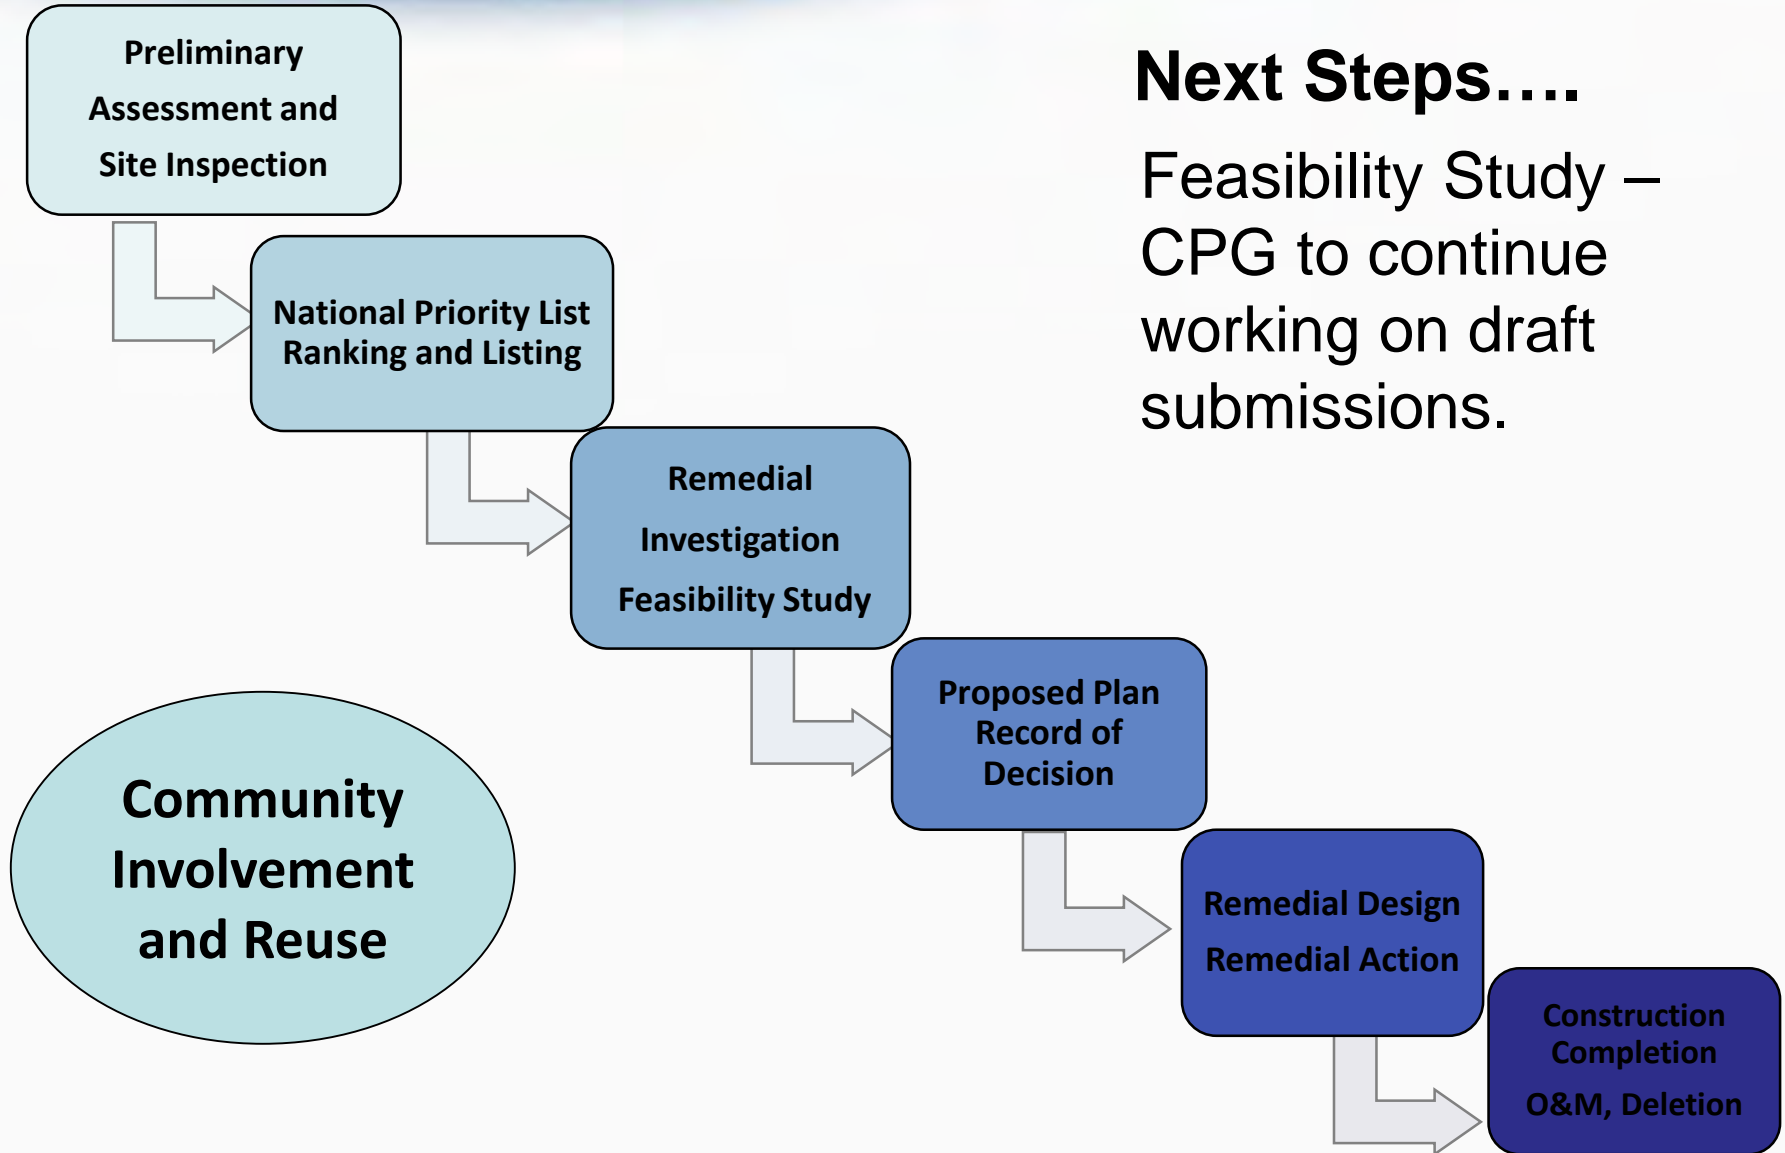 Preliminary
Assessment and
Site Inspection
Next Steps….
Feasibility Study –
CPG to continue
working on draft
submissions.
National Priority List
Ranking and Listing
Remedial
Investigation
Feasibility Study
Proposed Plan
Record of
Decision
Community
Involvement
and Reuse
Remedial Design
Remedial Action
Construction
Completion
O&M, Deletion